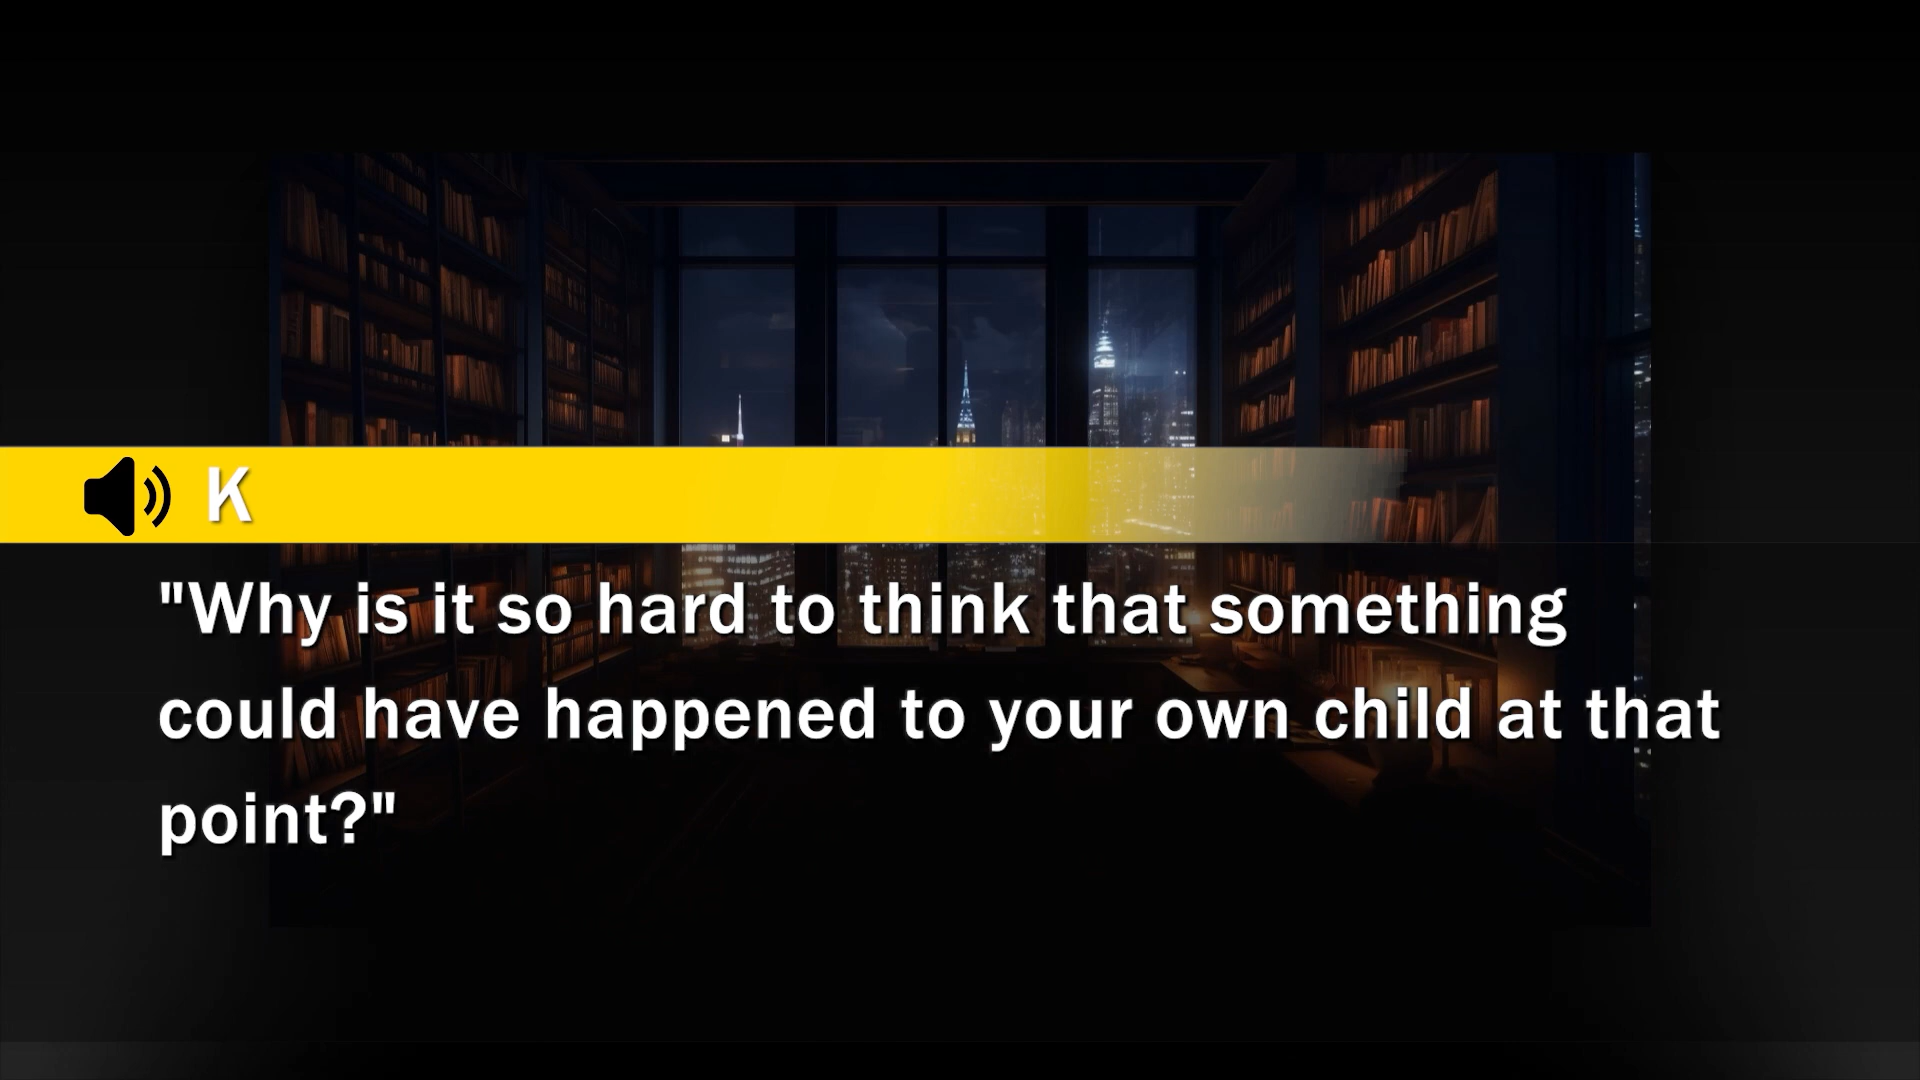 K
"Why is it so hard to think that something
could have happened to your own child at that
point?"